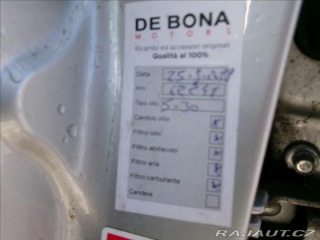 DE BONA
MOTORS
Ricambi ed accessori originali
Qualità al 100%
Data
Km
Tipo olio 5-30
Cambio olio
Filtro olio
Filtro abitacolo
Filtro aria
Filtro carburante
Candele
RAJAUT.CZ